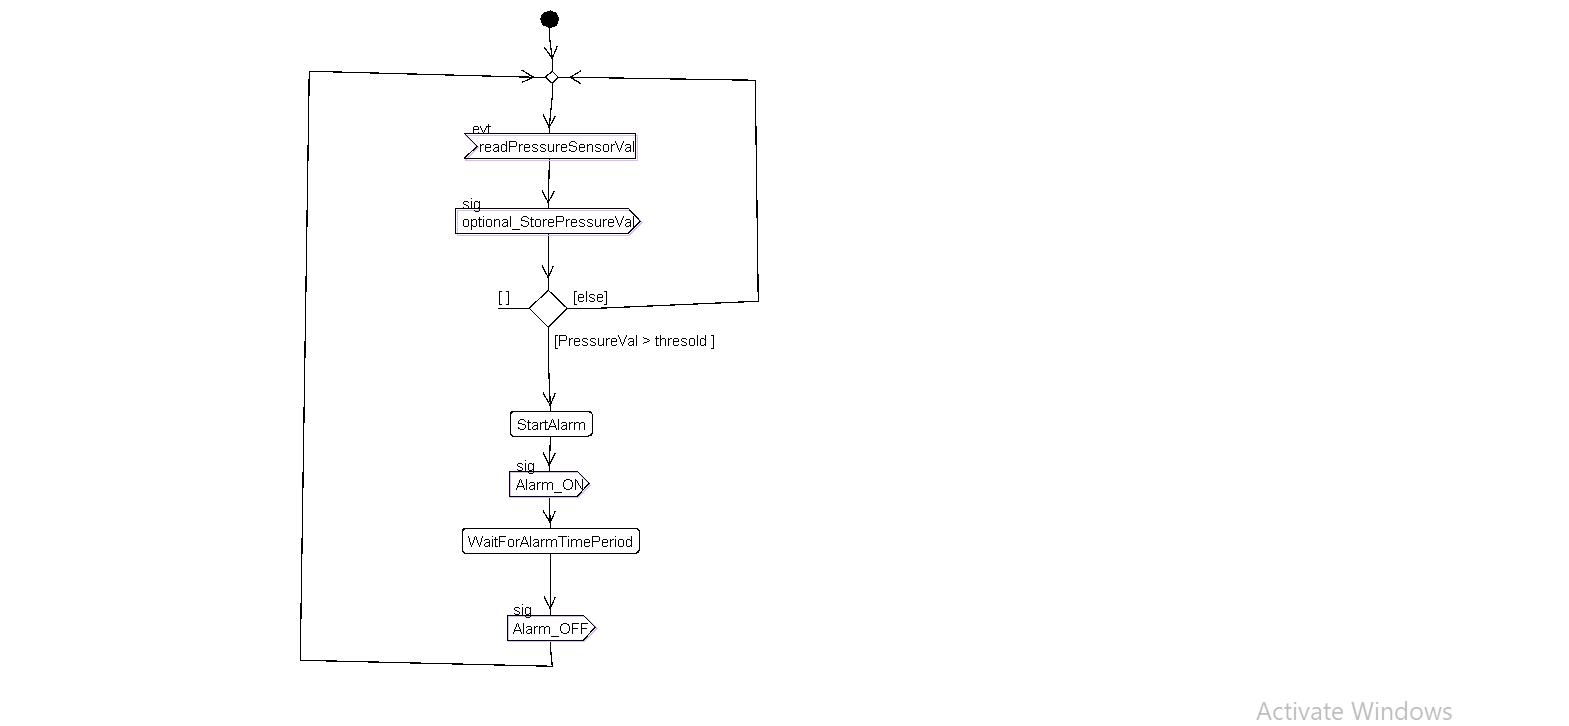 evt
readPressureSensorVal
sig
optional_StorePressureVal
[ ]
[else]
[PressureVal > thresold ]
StartAlarm
sig
Alarm_ON
WaitForAlarmTimePeriod
sig
Alarm_OFF
Activate Windows